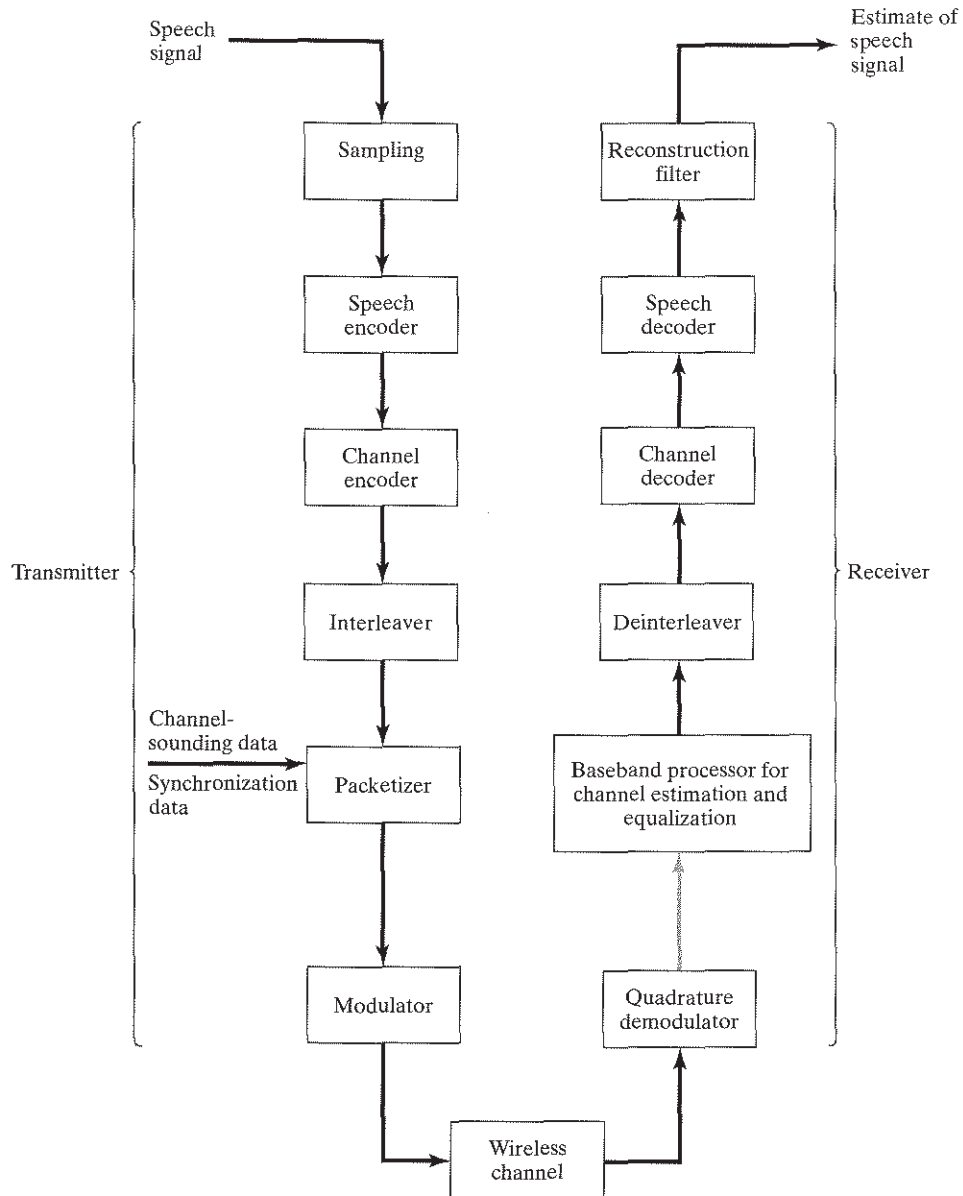 Speech
signal
Estimate of
speech
signal
Sampling
Reconstruction
filter
Speech
encoder
Speech
decoder
Channel
encoder
Channel
decoder
Transmitter
Interleaver
Deinterleaver
Receiver
Channel-
sounding data
Synchronization
data
Packetizer
Baseband processor for
channel estimation and
equalization
Modulator
Quadrature
demodulator
Wireless
channel